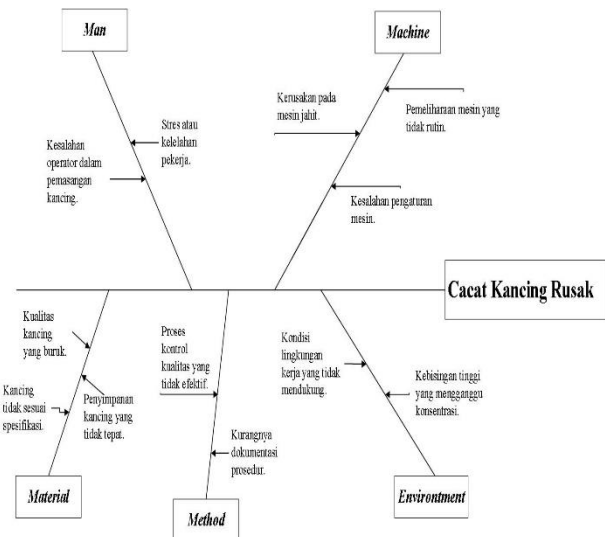 Man
Machine
Stres atau
kelelahan
pekerja.
Kesalahan
operator dalam
pemasangan
kancing.
Kerusakan pada
mesin jahit.
Pemeliharaan mesin yang
tidak rutin.
Kesalahan pengaturan
mesin.
Cacat Kancing Rusak
Kualitas
kancing
yang buruk.
Kancing
tidak sesuai
spesifikasi.
Penyimpanan
kancing yang
tidak tepat.
Proses
kontrol
kualitas yang
tidak efektif.
Kurangnya
dokumentasi
prosedur.
Kondisi
lingkungan
kerja yang tidak
mendukung.
Kebisingan tinggi
yang mengganggu
konsentrasi.
Material
Method
Environtment